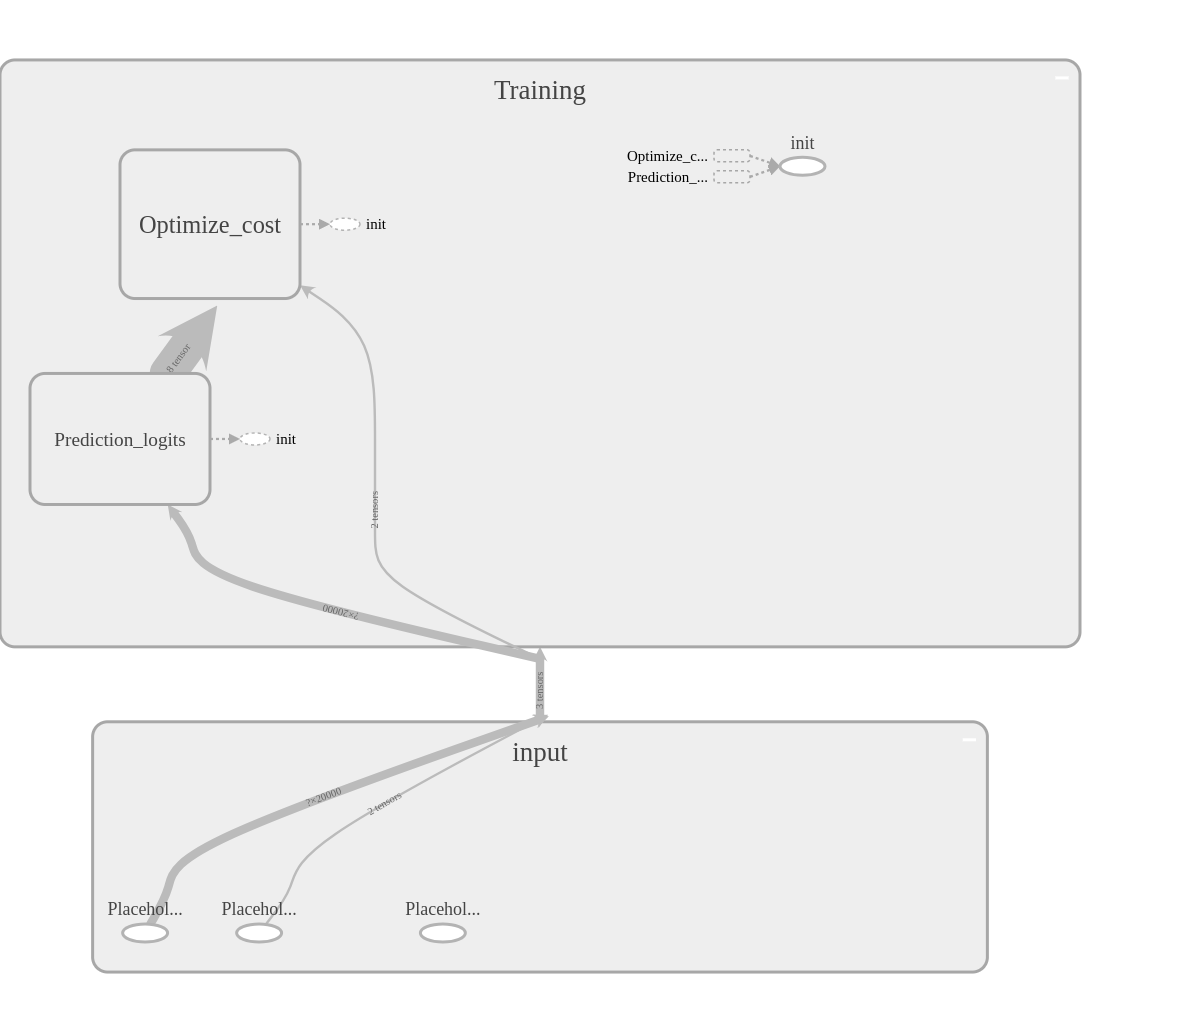 Training
init
Optimize_c...
Prediction_...
Optimize_cost
init
8 tensor
Prediction_logits
init
2 tensors
?×20000
3 tensors
input
?×20000
2 tensors
Placehol...
Placehol...
Placehol...